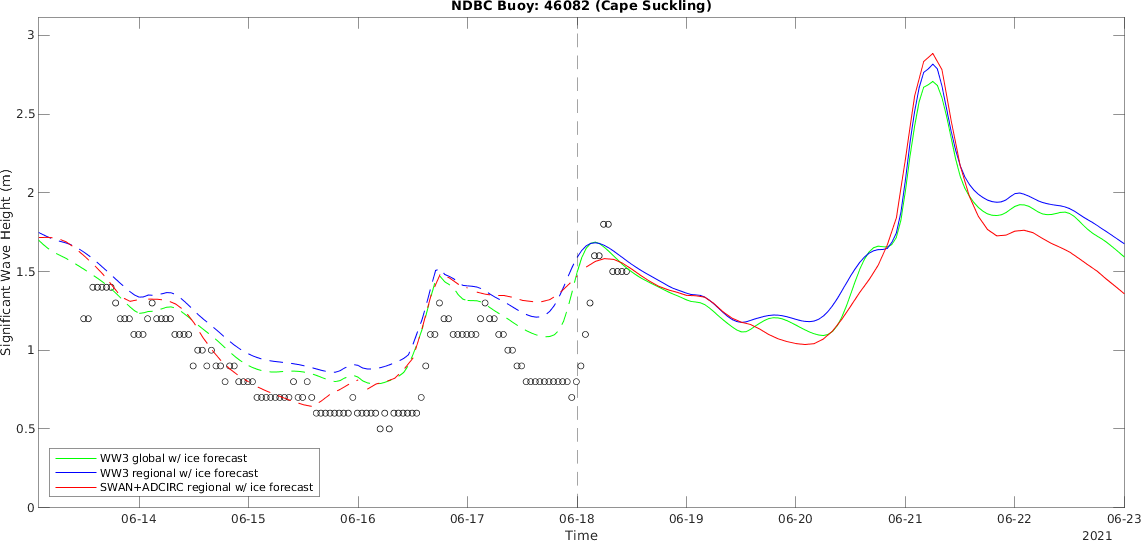 NDBC Buoy: 46082 (Cape Suckling)
3
2.5
2
1.5
1
0.5
0
Significant Wave Height (m)
WW3 global w/ ice forecast
WW3 regional w/ ice forecast
SWAN+ADCIRC regional w/ ice forecast
06-14 06-15 06-16 06-17 06-18 06-19 06-20 06-21 06-22 06-23
Time
2021